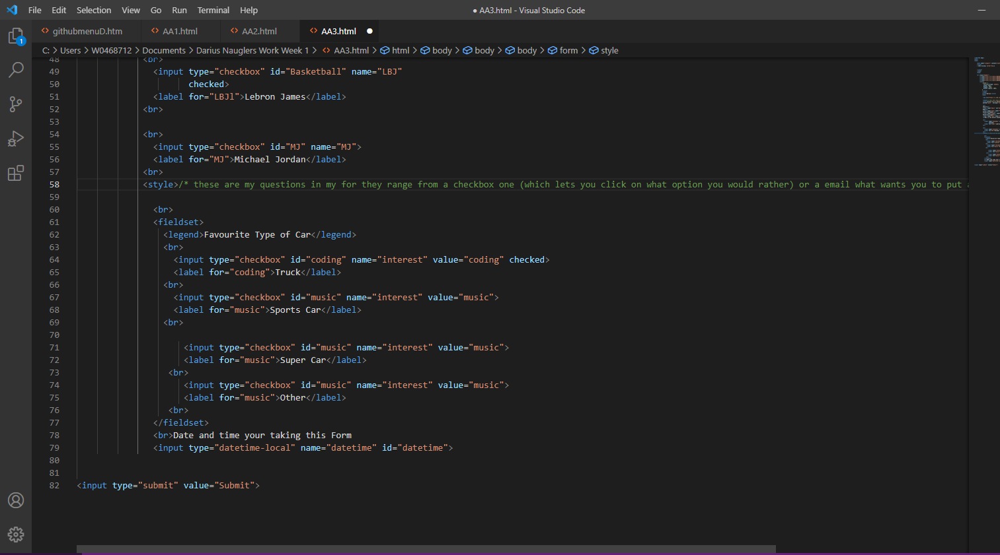 File Edit Selection View Go Run Terminal Help
● AA3.html - Visual Studio Code
githubmenuD.htm AA1.html AA2.html AA3.html ●
C: > Users > W0468712 > Documents > Darius Nauglers Work Week 1 > AA3.html > html > body > body > body > form > style
1
48 <br>
49 <input type="checkbox" id="Basketball" name="LBJ"
50 checked>
51 <label for="LBJl">Lebron James</label>
52 <br>
53
54 <br>
55 <input type="checkbox" id="MJ" name="MJ">
56 <label for="MJ">Michael Jordan</label>
57 <br>
58 <style>/* these are my questions in my for they range from a checkbox one (which lets you click on what option you would rather) or a email what wants you to put
59
60 <br>
61 <fieldset>
62 <legend>Favourite Type of Car</legend>
63 <br>
64 <input type="checkbox" id="coding" name="interest" value="coding" checked>
65 <label for="coding">Truck</label>
66 <br>
67 <input type="checkbox" id="music" name="interest" value="music">
68 <label for="music">Sports Car</label>
69 <br>
70
71 <input type="checkbox" id="music" name="interest" value="music">
72 <label for="music">Super Car</label>
73 <br>
74 <input type="checkbox" id="music" name="interest" value="music">
75 <label for="music">Other</label>
76 <br>
77 </fieldset>
78 <br>Date and time your taking this Form
79 <input type="datetime-local" name="datetime" id="datetime">
80
81
82 <input type="submit" value="Submit">